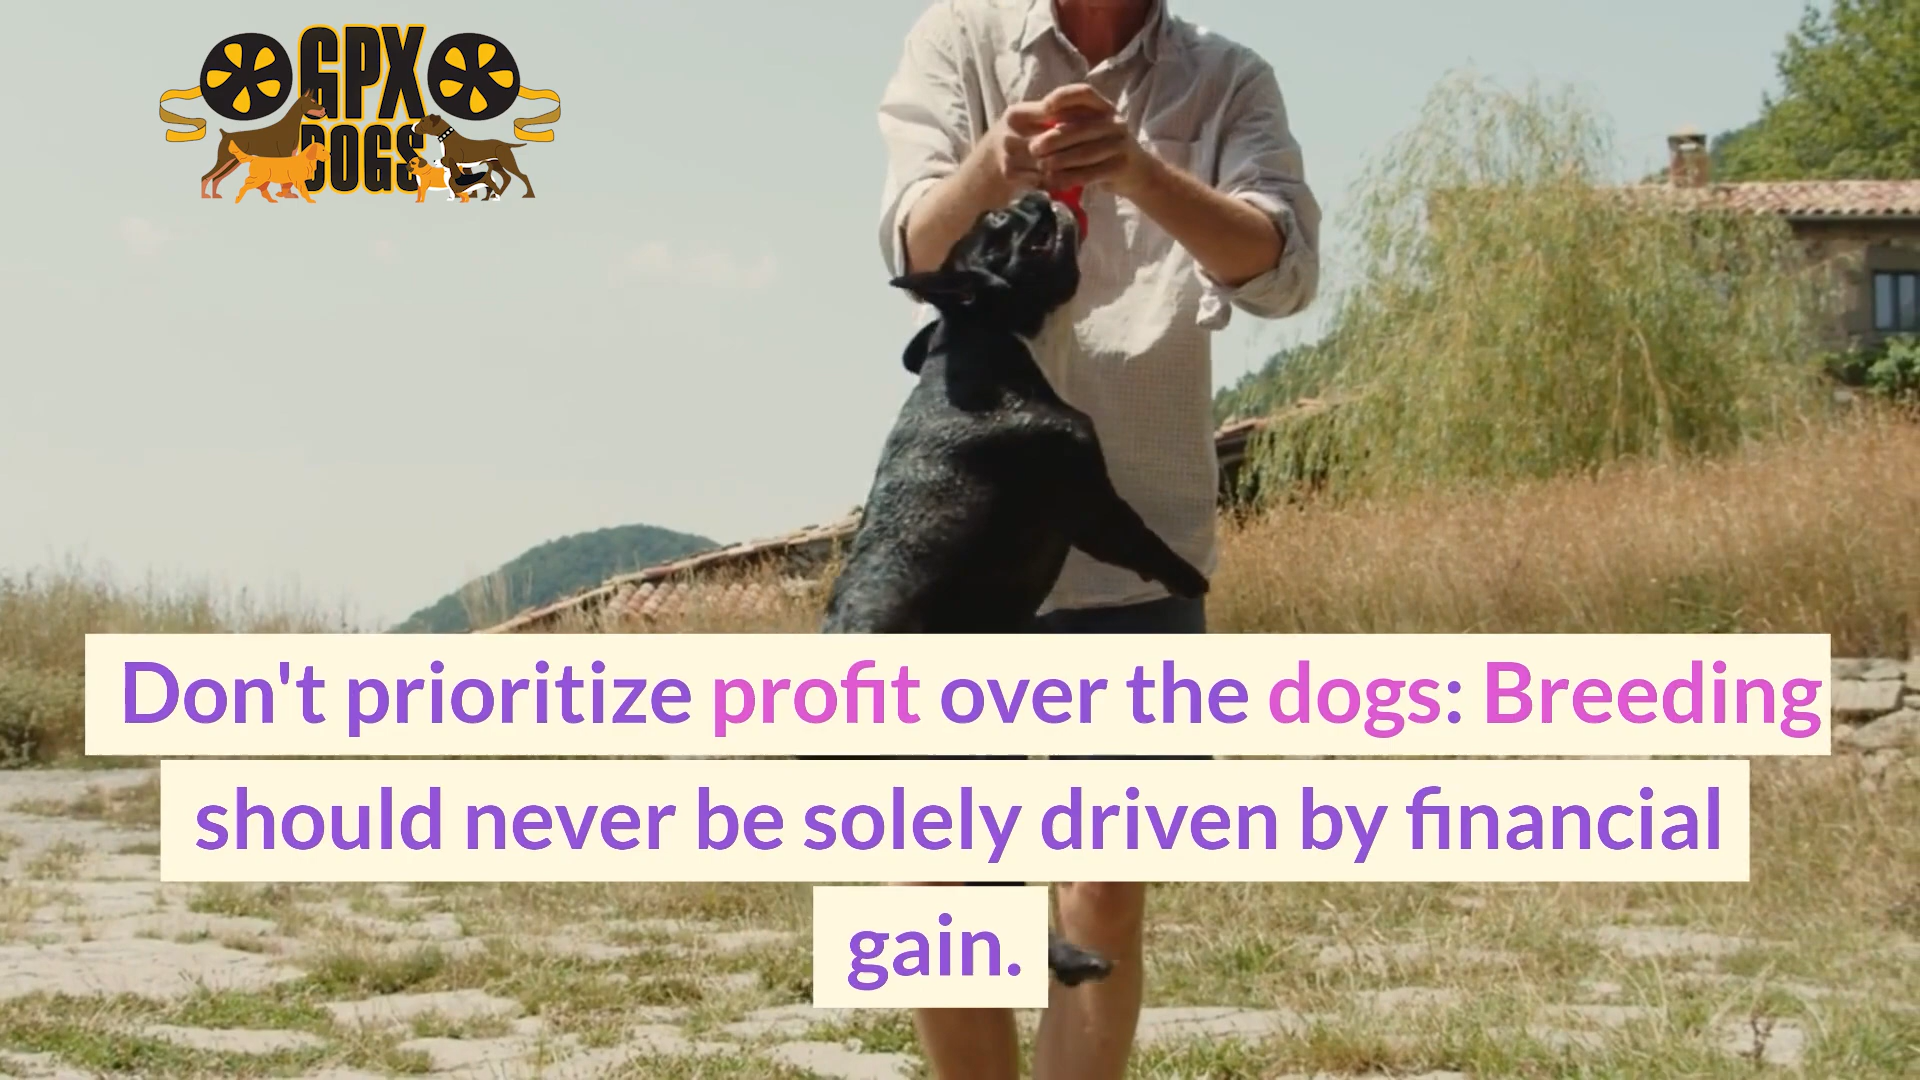 GPX
DOGS
Don't prioritize profit over the dogs: Breeding
should never be solely driven by financial
gain.